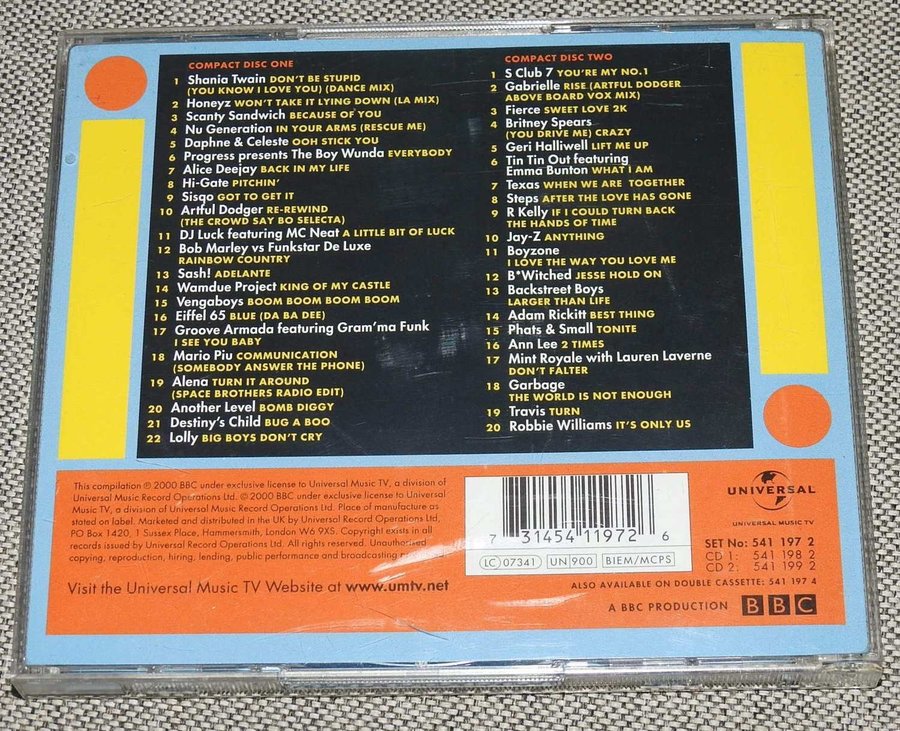 COMPACT DISC ONE
1 Shania Twain DON'T BE STUPID
(YOU KNOW I LOVE YOU) (DANCE MIX)
2 Honeyz WON'T TAKE IT LYING DOWN (LA MIX)
3 Scanty Sandwich BECAUSE OF YOU
4 Nu Generation IN YOUR ARMS (RESCUE ME)
5 Daphne & Celeste OOH STICK YOU
6 Progress presents The Boy Wunda EVERYBODY
7 Alice Deejay BACK IN MY LIFE
8 Hi-Gate PITCHIN'
9 Sisqo GOT TO GET IT
10 Artful Dodger RE-REWIND
(THE CROWD SAY BO SELECTA)
11 DJ Luck featuring MC Neat A LITTLE BIT OF LUCK
12 Bob Marley vs Funkstar De Luxe
RAINBOW COUNTRY
13 Sash! ADELANTE
14 Wamdue Project KING OF MY CASTLE
15 Vengaboys BOOM BOOM BOOM BOOM
16 Eiffel 65 BLUE (DA BA DEE)
17 Groove Armada featuring Gram'ma Funk
I SEE YOU BABY
18 Mario Piu COMMUNICATION
(SOMEBODY ANSWER THE PHONE)
19 Alena TURN IT AROUND
(SPACE BROTHERS RADIO EDIT)
20 Another Level BOMB DIGGY
21 Destiny's Child BUG A BOO
22 Lolly BIG BOYS DON'T CRY
COMPACT DISC TWO
1 S Club 7 YOU'RE MY NO.1
2 Gabrielle RISE (ARTFUL DODGER
ABOVE BOARD VOX MIX)
3 Fierce SWEET LOVE 2K
4 Britney Spears
(YOU DRIVE ME) CRAZY
5 Geri Halliwell LIFT ME UP
6 Tin Tin Out featuring
Emma Bunton WHAT I AM
7 Texas WHEN WE ARE TOGETHER
8 Steps AFTER THE LOVE HAS GONE
9 R Kelly IF I COULD TURN BACK
THE HANDS OF TIME
10 Jay-Z ANYTHING
11 Boyzone
I LOVE THE WAY YOU LOVE ME
12 B*Witched JESSE HOLD ON
13 Backstreet Boys
LARGER THAN LIFE
14 Adam Rickitt BEST THING
15 Phats & Small TONITE
16 Ann Lee 2 TIMES
17 Mint Royale with Lauren Laverne
DON'T FALTER
18 Garbage
THE WORLD IS NOT ENOUGH
19 Travis TURN
20 Robbie Williams IT'S ONLY US
This compilation ℗ 2000 BBC under exclusive license to Universal Music TV, a division of
Universal Music Record Operations Ltd. © 2000 BBC under exclusive license to Universal
Music TV, a division of Universal Music Record Operations Ltd. Place of manufacture as
stated on label. Marketed and distributed in the UK by Universal Record Operations Ltd,
PO Box 1420, 1 Sussex Place, Hammersmith, London W6 9XS. Copyright exists in all
records issued by Universal Record Operations Ltd. All rights reserved. Unauthorised
copying, reproduction, hiring, lending, public performance and broadcasting
Visit the Universal Music TV Website at www.umtv.net
7 31454 11972 6
LC 07341 UN 900 BIEM/MCPS
UNIVERSAL
UNIVERSAL MUSIC TV
SET No: 541 197 2
CD 1: 541 198 2
CD 2: 541 199 2
ALSO AVAILABLE ON DOUBLE CASSETTE: 541 197 4
A BBC PRODUCTION BBC